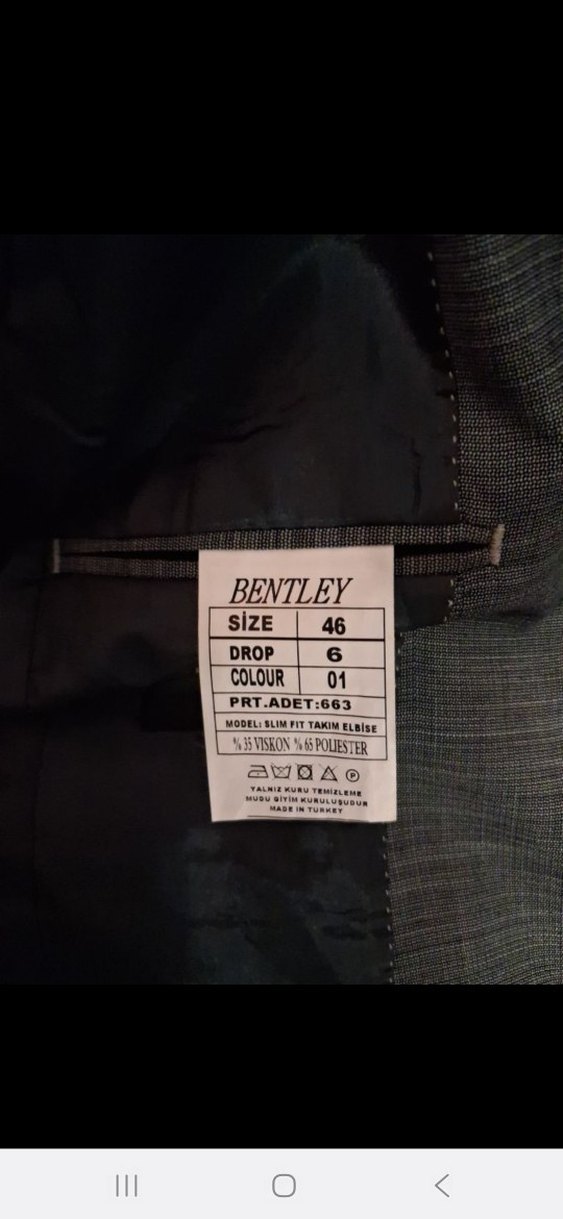 BENTLEY
SİZE 46
DROP 6
COLOUR 01
PRT.ADET:663
MODEL: SLIM FIT TAKIM ELBİSE
% 35 VISKON % 65 POLIESTER
P
YALNIZ KURU TEMİZLEME
MUDU GİYİM KURULUŞUDUR
MADE IN TURKEY